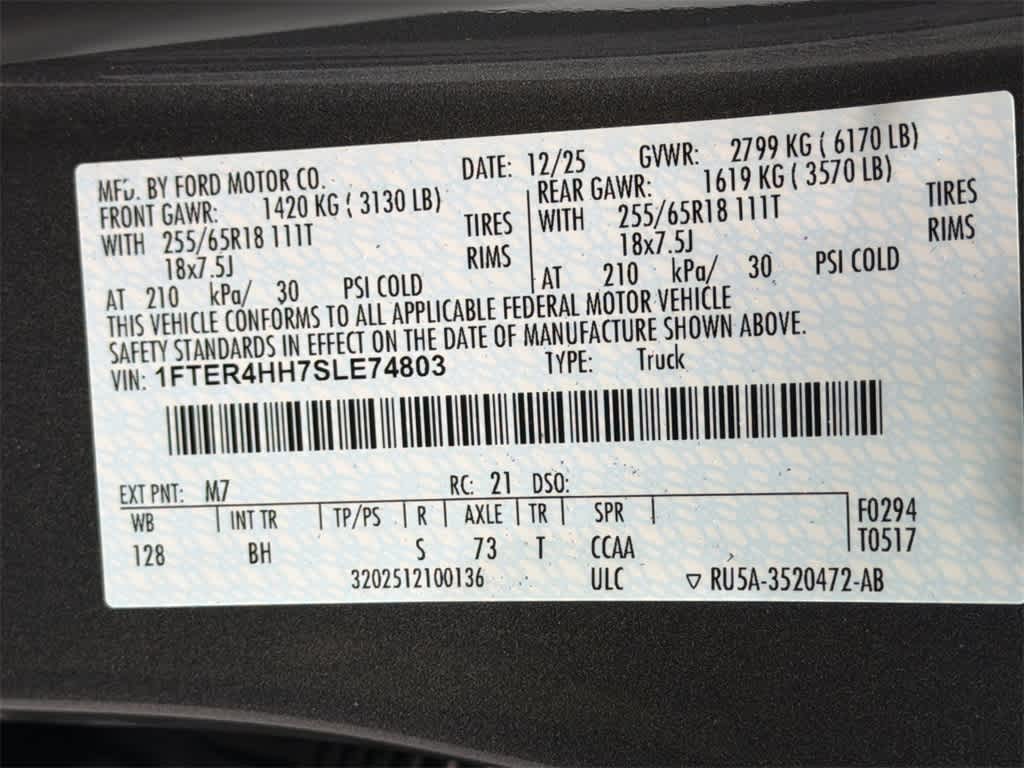 MFD. BY FORD MOTOR CO. DATE: 12/25 GVWR: 2799 KG ( 6170 LB)
FRONT GAWR: 1420 KG ( 3130 LB) REAR GAWR: 1619 KG ( 3570 LB)
WITH 255/65R18 111T TIRES WITH 255/65R18 111T TIRES
18x7.5J RIMS 18x7.5J RIMS
AT 210 kPa/ 30 PSI COLD AT 210 kPa/ 30 PSI COLD
THIS VEHICLE CONFORMS TO ALL APPLICABLE FEDERAL MOTOR VEHICLE
SAFETY STANDARDS IN EFFECT ON THE DATE OF MANUFACTURE SHOWN ABOVE.
VIN: 1FTER4HH7SLE74803 TYPE: Truck
EXT PNT: M7 RC: 21 DSO:
WB INT TR TP/PS R AXLE TR SPR F0294
128 BH S 73 T CCAA T0517
3202512100136 ULC ▽ RU5A-3520472-AB